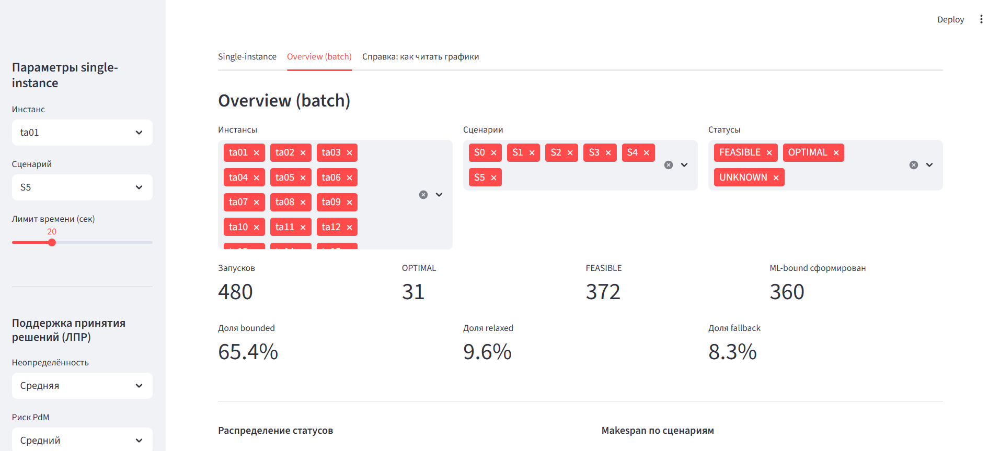 Deploy
Параметры single-
instance
Инстанс
ta01
Сценарий
S5
Лимит времени (сек)
20
Поддержка принятия
решений (ЛПР)
Неопределённость
Средняя
Риск PdM
Средний
Single-instance Overview (batch) Справка: как читать графики
Overview (batch)
Инстансы
ta01 ta02 ta03
ta04 ta05 ta06
ta07 ta08 ta09
ta10 ta11 ta12
Сценарии
S0 S1 S2 S3 S4
S5
Статусы
FEASIBLE OPTIMAL
UNKNOWN
Запусков
480
OPTIMAL
31
FEASIBLE
372
ML-bound сформирован
360
Доля bounded
65.4%
Доля relaxed
9.6%
Доля fallback
8.3%
Распределение статусов
Makespan по сценариям